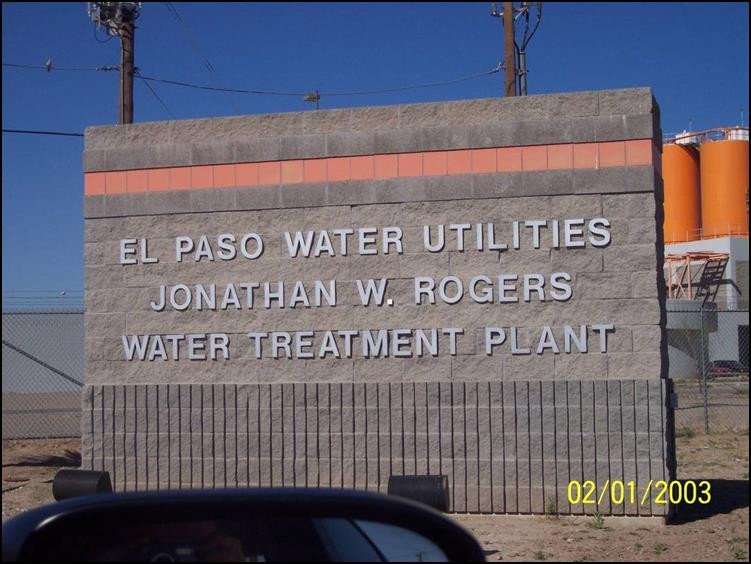 EL PASO WATER UTILITIES
JONATHAN W. ROGERS
WATER TREATMENT PLANT
02/01/2003